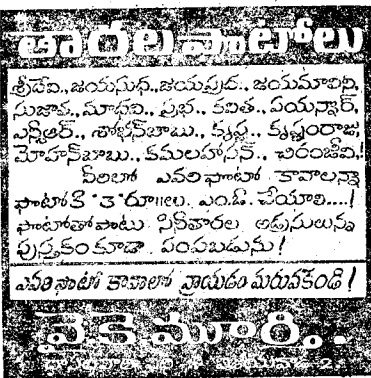 తారల ఫొటోలు
శ్రీదేవి., జయసుధ., జయప్రద., జయమాలిని,
సుజాత., మాధవి., ప్రభ., కవిత., ఏయన్నార్,
ఎన్టీఆర్., శోభన్‌బాబు., కృష్ణ., కృష్ణంరాజు,
మోహన్‌బాబు., కమలహాసన్., చిరంజీవి,!
వీరిలో ఎవరిఫొటో కావాలన్నా
ఫొటోకి "3" రూ॥లు ఎం.ఓ. చేయాలి....!
ఫొటోతోపాటు సినీతారల అడ్రసులున్న
పుస్తకంకూడా పంపబడును!
ఎవరిఫొటో కావాలో వ్రాయడం మరువకండి!
వైకెమూర్తి..